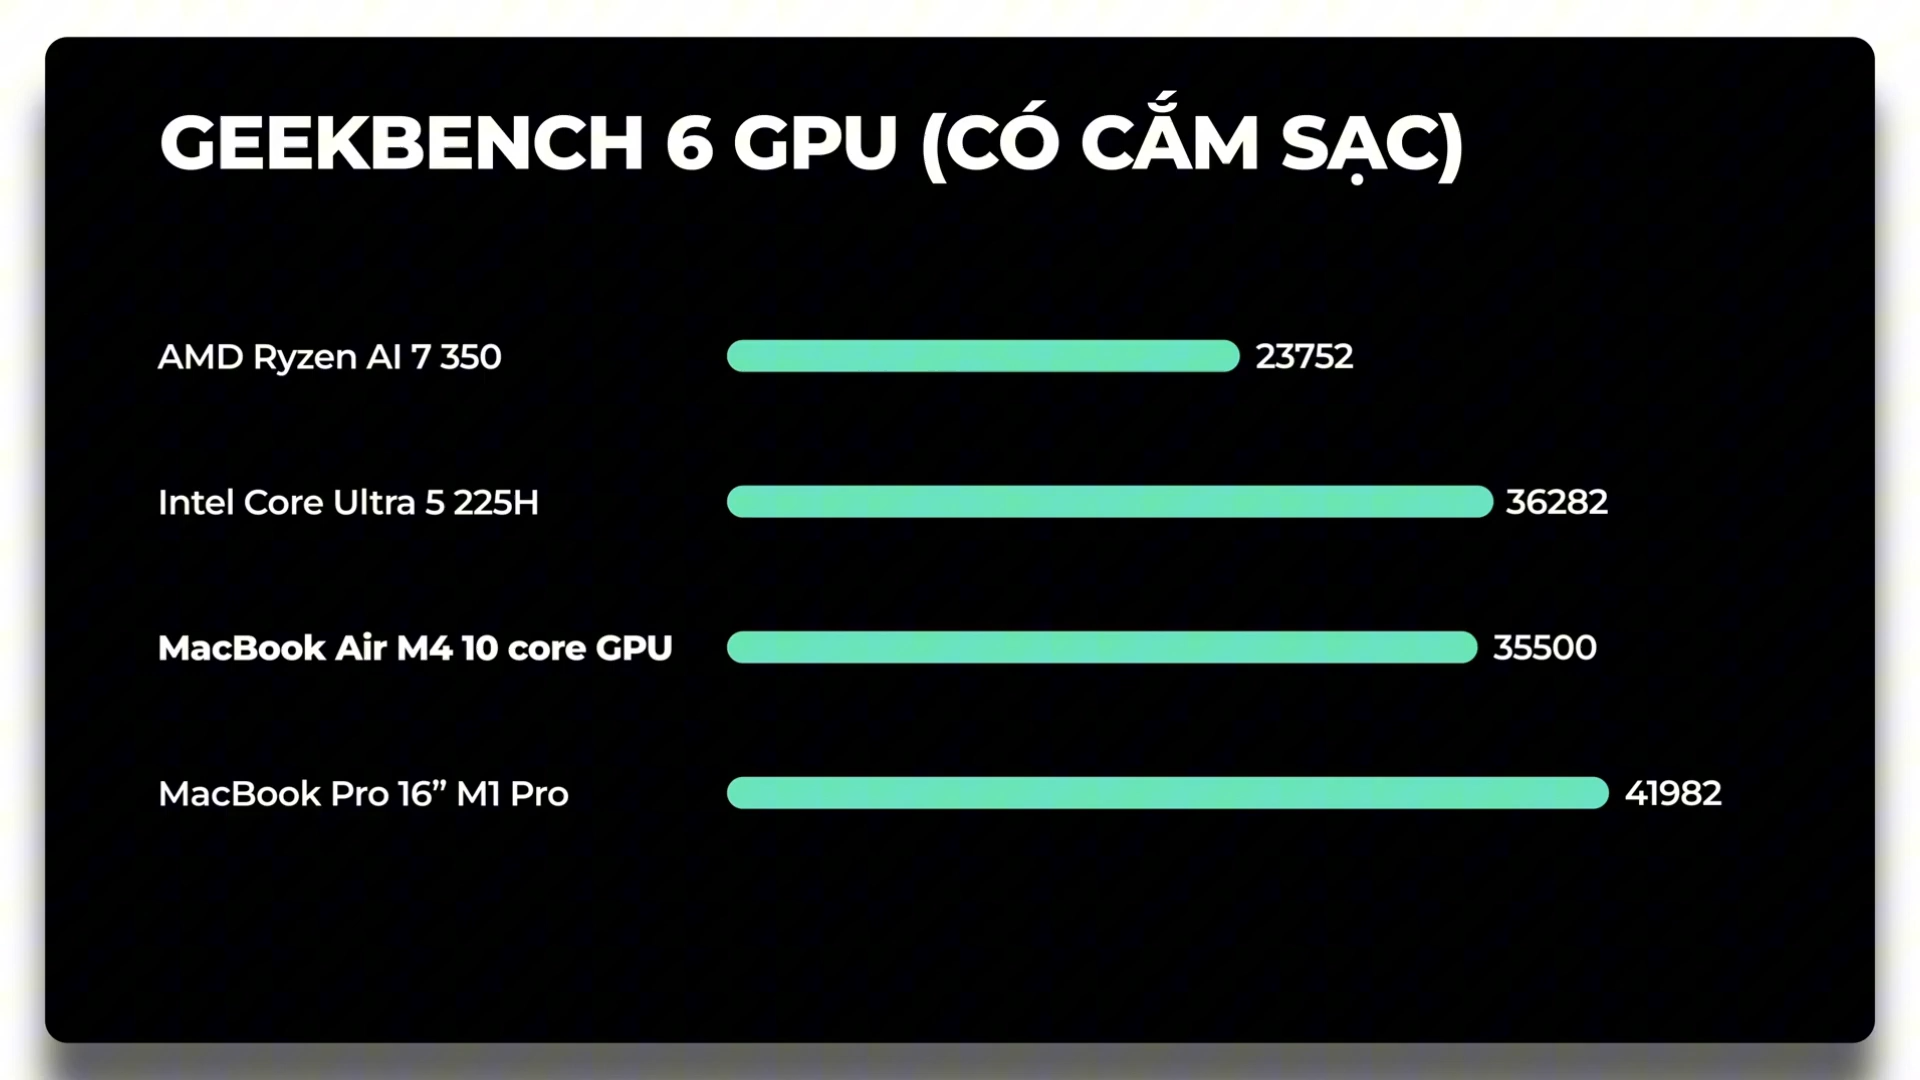 GEEKBENCH 6 GPU (CÓ CẮM SẠC)
AMD Ryzen AI 7 350 23752
Intel Core Ultra 5 225H 36282
MacBook Air M4 10 core GPU 35500
MacBook Pro 16” M1 Pro 41982